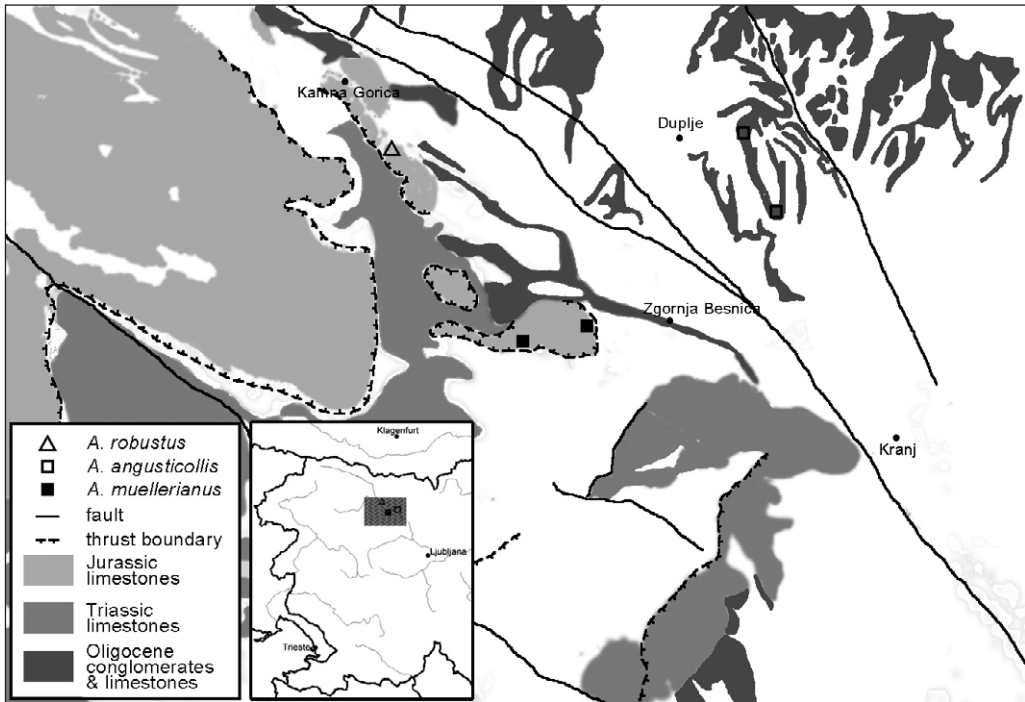 Kamna Gorica
Duplje
Zgornja Besnica
Kranj
A. robustus
A. angusticollis
A. muellerianus
fault
thrust boundary
Jurassic
limestones
Triassic
limestones
Oligocene
conglomerates
& limestones
Klagenfurt
Ljubljana
Trieste